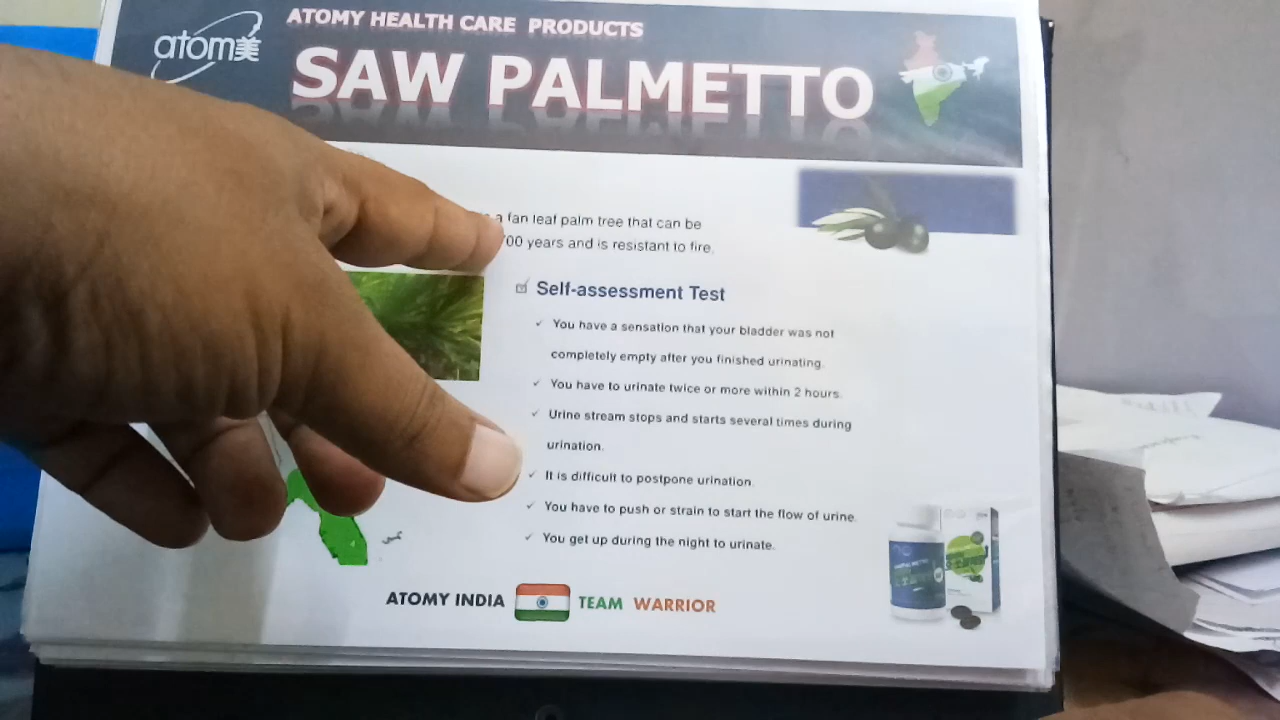 ATOMY HEALTH CARE PRODUCTS
atom美
SAW PALMETTO
a fan leaf palm tree that can be
700 years and is resistant to fire.
Self-assessment Test
You have a sensation that your bladder was not
completely empty after you finished urinating.
You have to urinate twice or more within 2 hours.
Urine stream stops and starts several times during
urination.
It is difficult to postpone urination.
You have to push or strain to start the flow of urine.
You get up during the night to urinate.
ATOMY INDIA TEAM WARRIOR